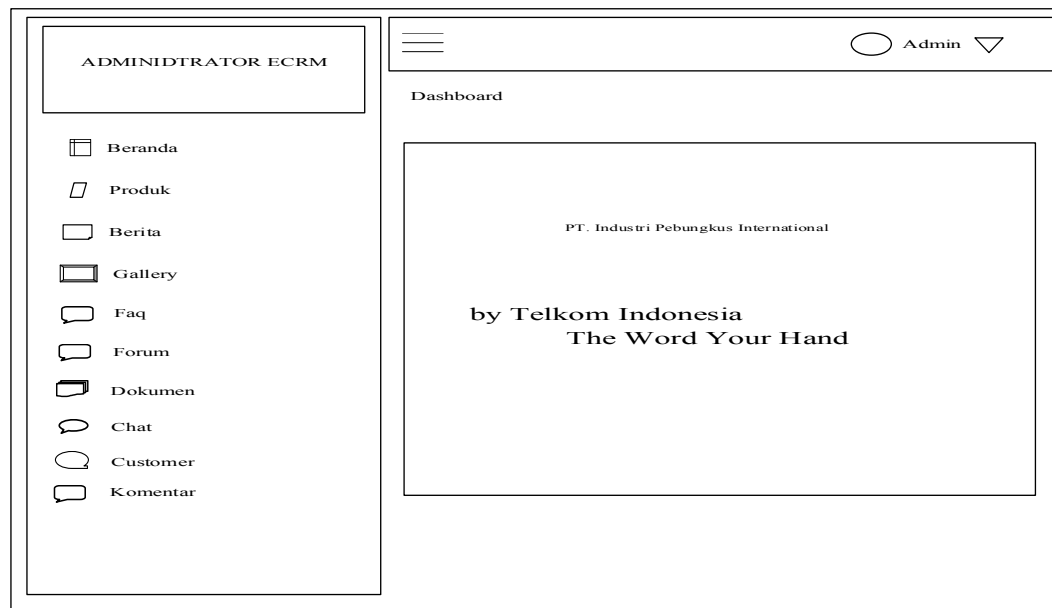 ADMINIDTRATOR ECRM
Admin
Dashboard
Beranda
Produk
Berita
Gallery
Faq
Forum
Dokumen
Chat
Customer
Komentar
PT. Industri Pebungkus International
by Telkom Indonesia
The Word Your Hand